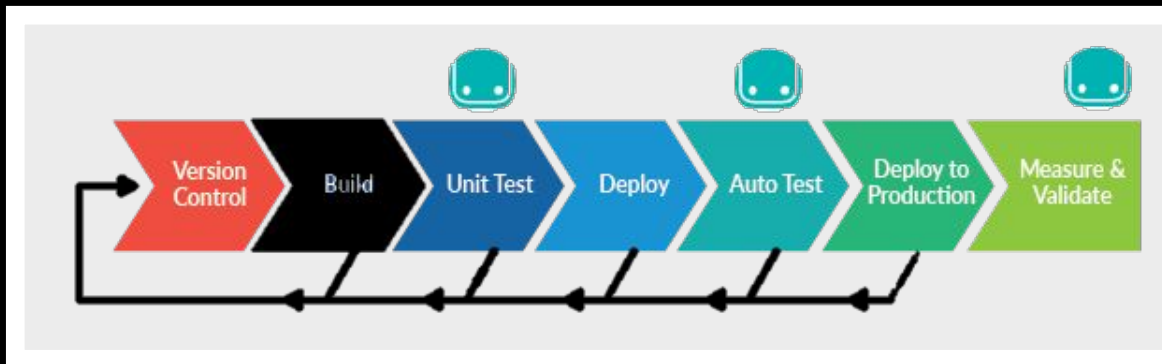 Version
Control
Build
Unit Test
Deploy
Auto Test
Deploy to
Production
Measure &
Validate